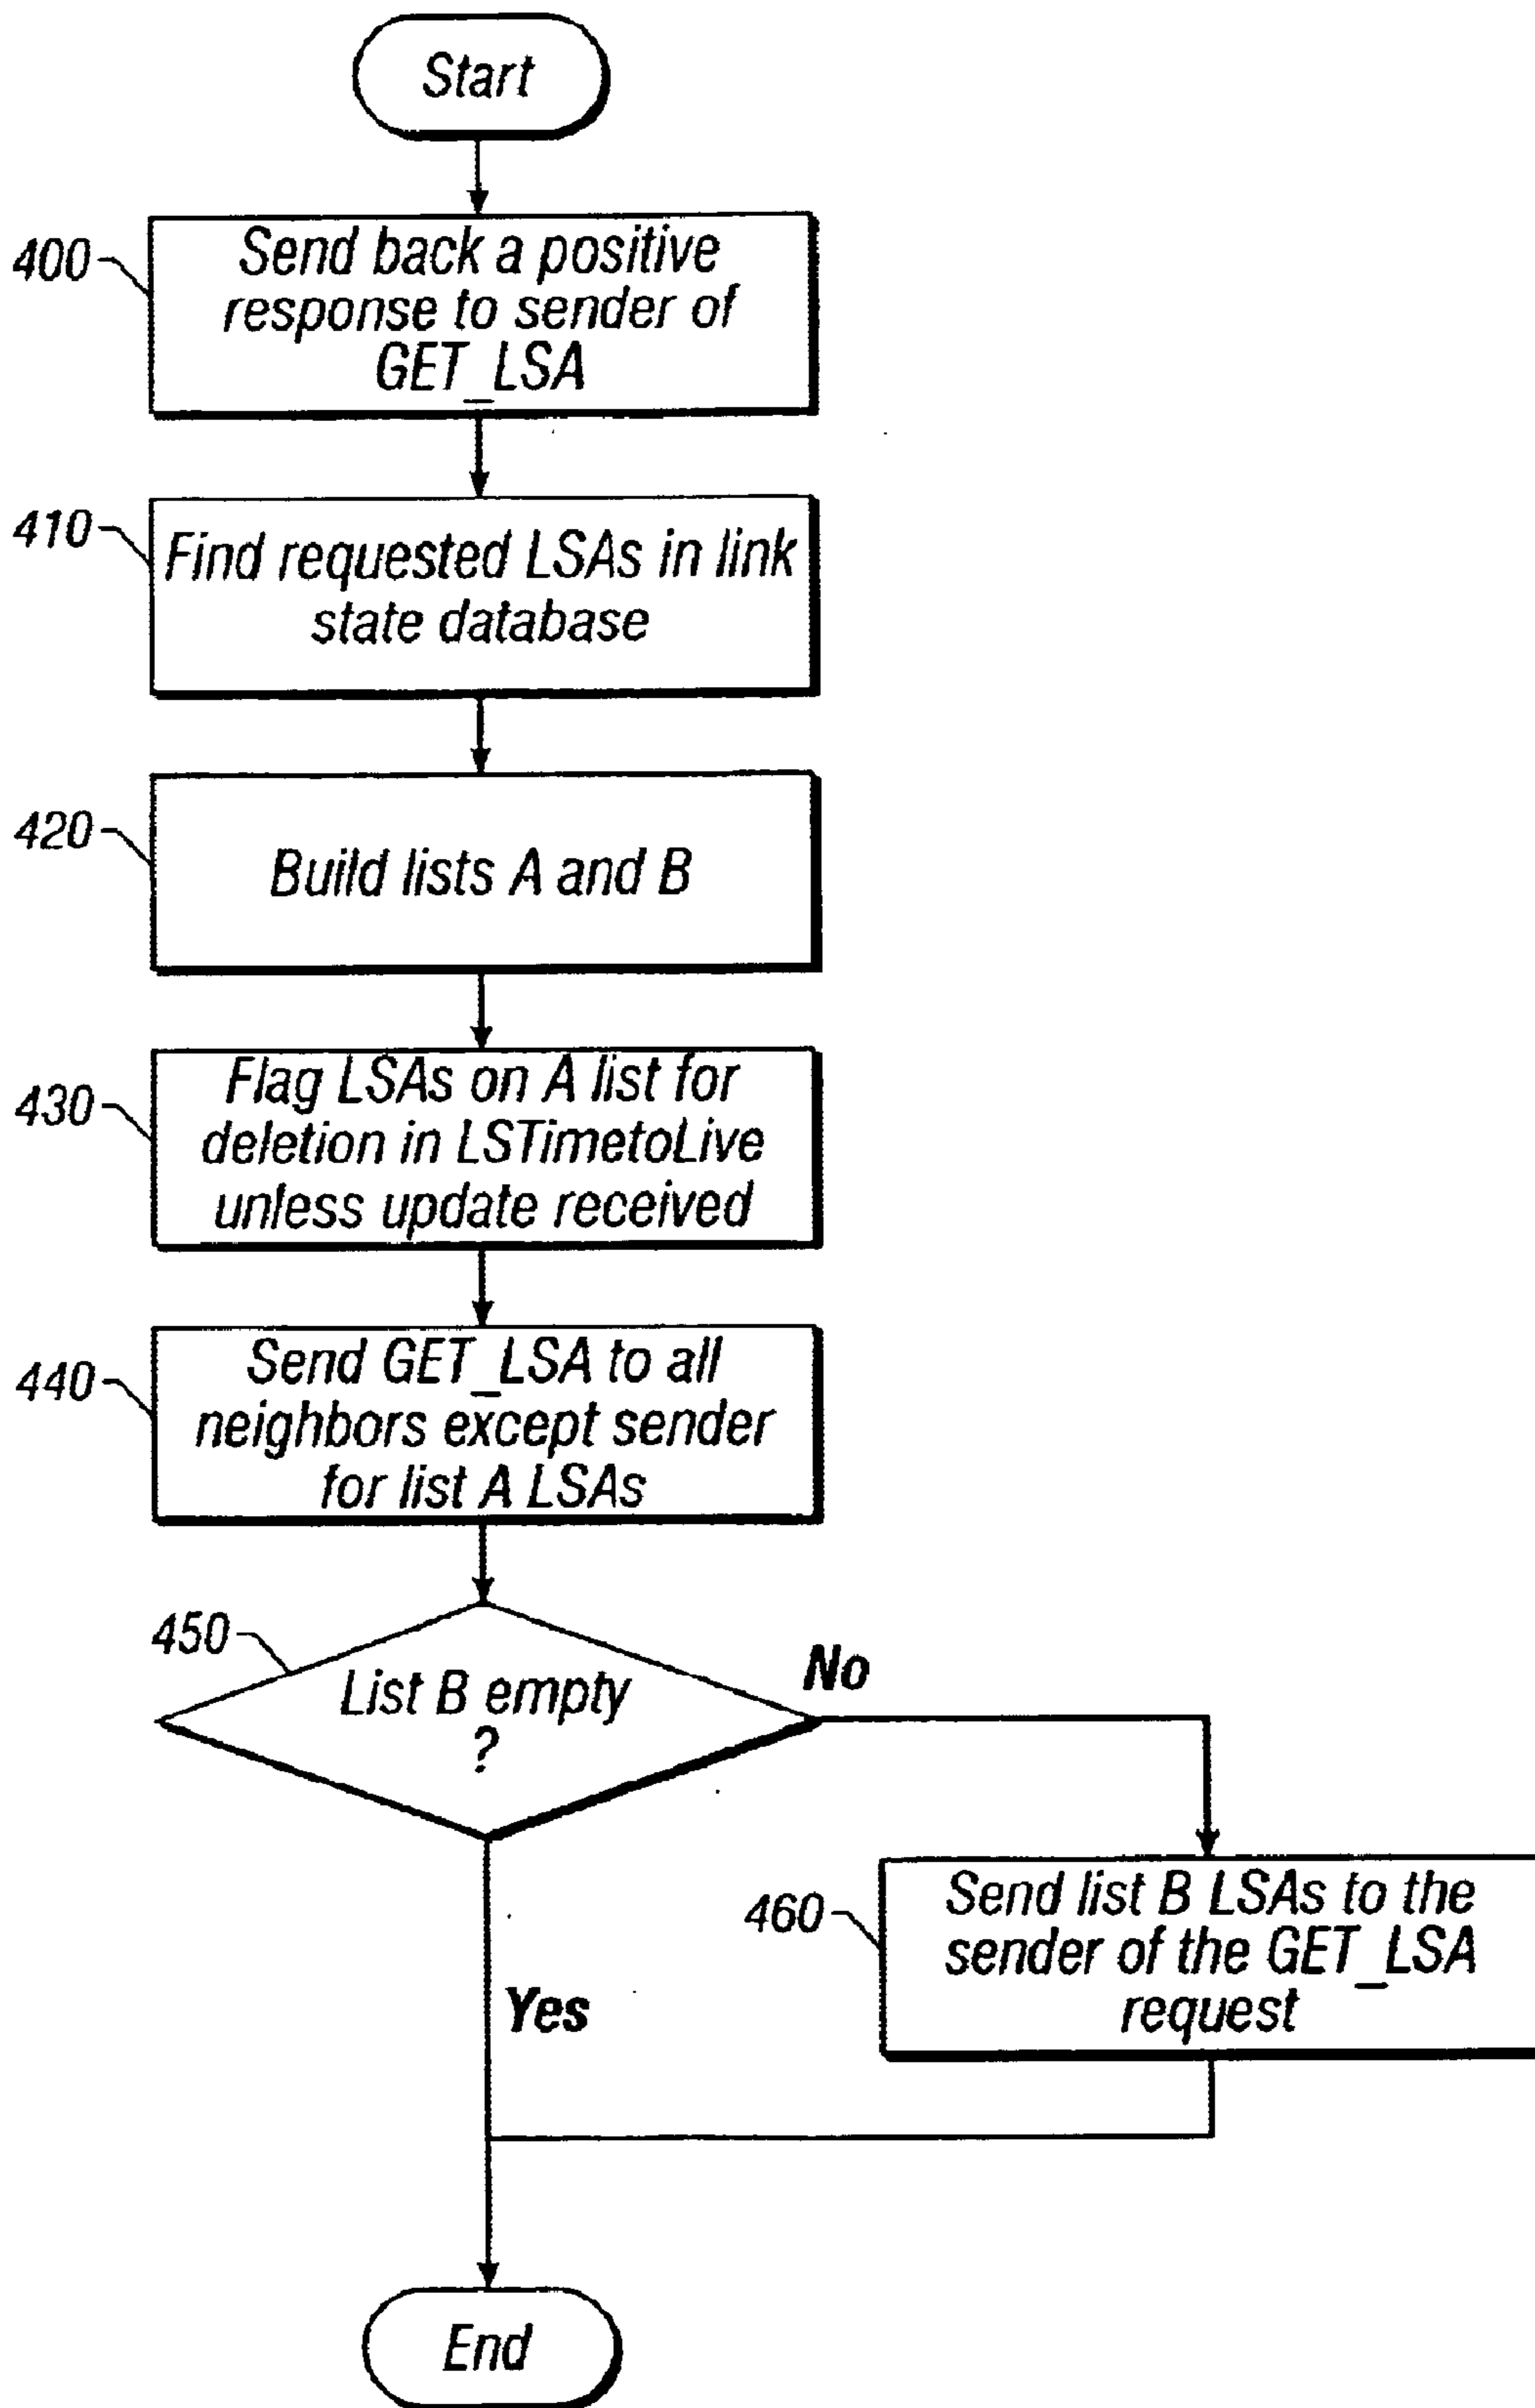 Start
400
Send back a positive
response to sender of
GET_LSA
410
Find requested LSAs in link
state database
420
Build lists A and B
430
Flag LSAs on A list for
deletion in LSTimetoLive
unless update received
440
Send GET_LSA to all
neighbors except sender
for list A LSAs
450
List B empty
?
No
460
Send list B LSAs to the
sender of the GET_LSA
request
Yes
End